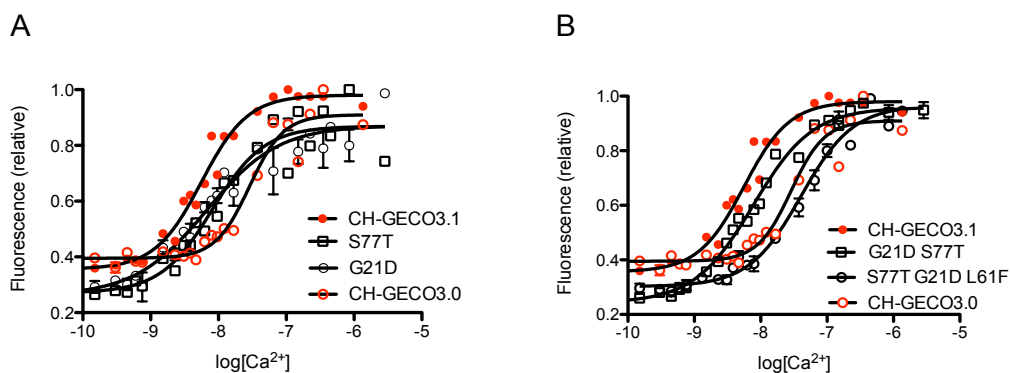 A
B
Fluorescence (relative)
1.0
0.8
0.6
0.4
0.2
-10
-9
-8
-7
-6
-5
log[Ca²⁺]
CH-GECO3.1
S77T
G21D
CH-GECO3.0
Fluorescence (relative)
1.0
0.8
0.6
0.4
0.2
-10
-9
-8
-7
-6
-5
log[Ca²⁺]
CH-GECO3.1
G21D S77T
S77T G21D L61F
CH-GECO3.0